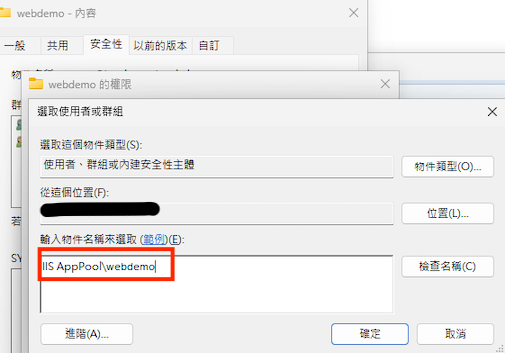 webdemo - 內容
一般 共用 安全性 以前的版本 自訂
webdemo 的權限
選取使用者或群組
選取這個物件類型(S):
使用者、群組或內建安全性主體
物件類型(O)...
從這個位置(F):
位置(L)...
輸入物件名稱來選取 (範例)(E):
IIS AppPool\webdemo
檢查名稱(C)
進階(A)...
確定
取消
群
若
SY